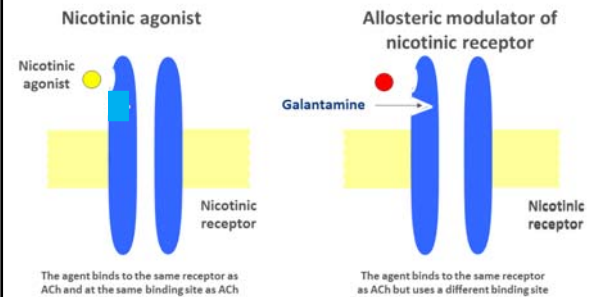 Nicotinic agonist
Nicotinic
agonist
Nicotinic
receptor
The agent binds to the same receptor as
ACh and at the same binding site as ACh
Allosteric modulator of
nicotinic receptor
Galantamine
Nicotinic
receptor
The agent binds to the same receptor
as ACh but uses a different binding site